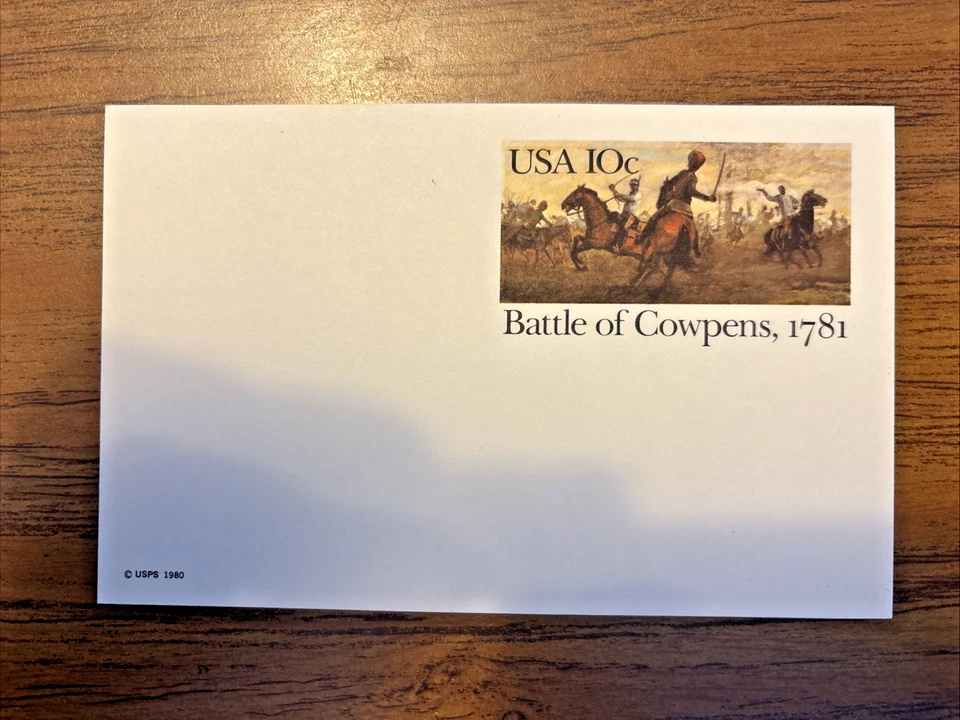 USA 10c
Battle of Cowpens, 1781
© USPS 1980